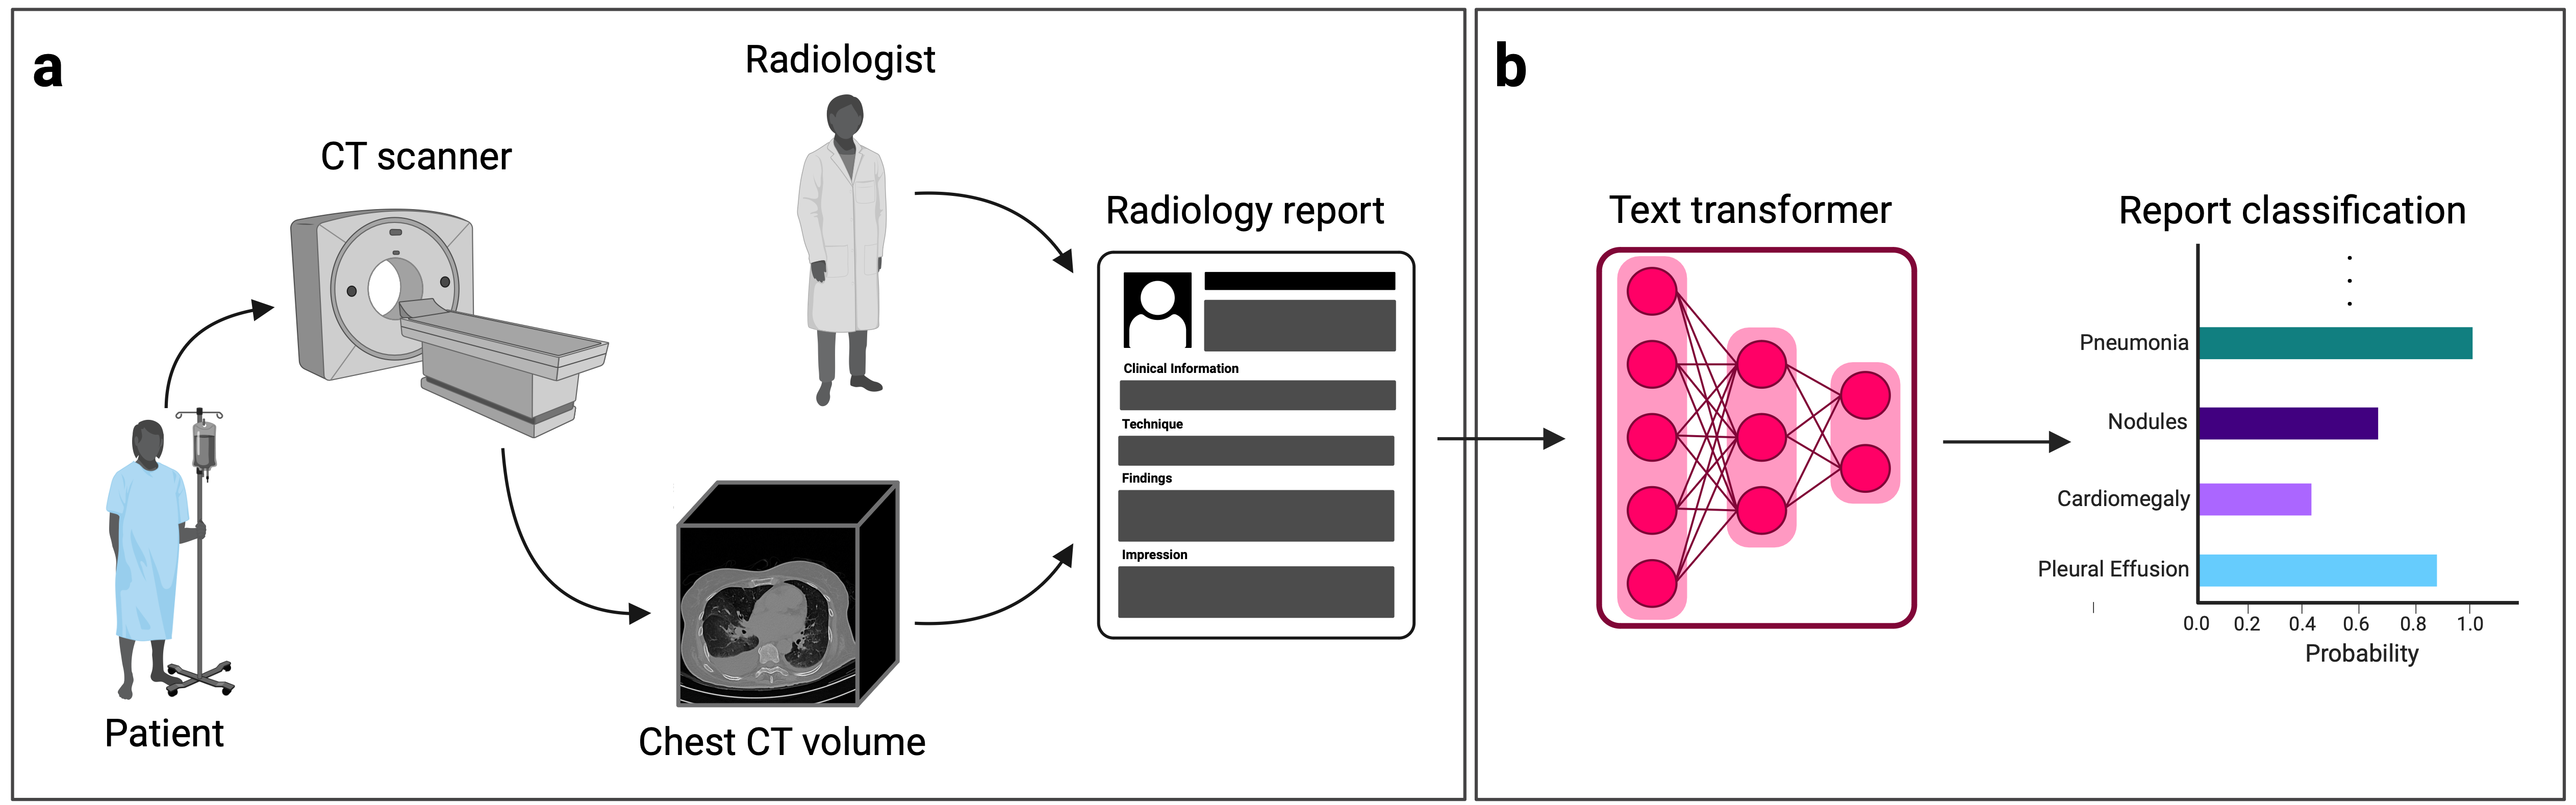 a
Radiologist
CT scanner
Radiology report
Clinical Information
Technique
Findings
Impression
Patient
Chest CT volume
b
Text transformer
Report classification
Pneumonia
Nodules
Cardiomegaly
Pleural Effusion
0.0 0.2 0.4 0.6 0.8 1.0
Probability